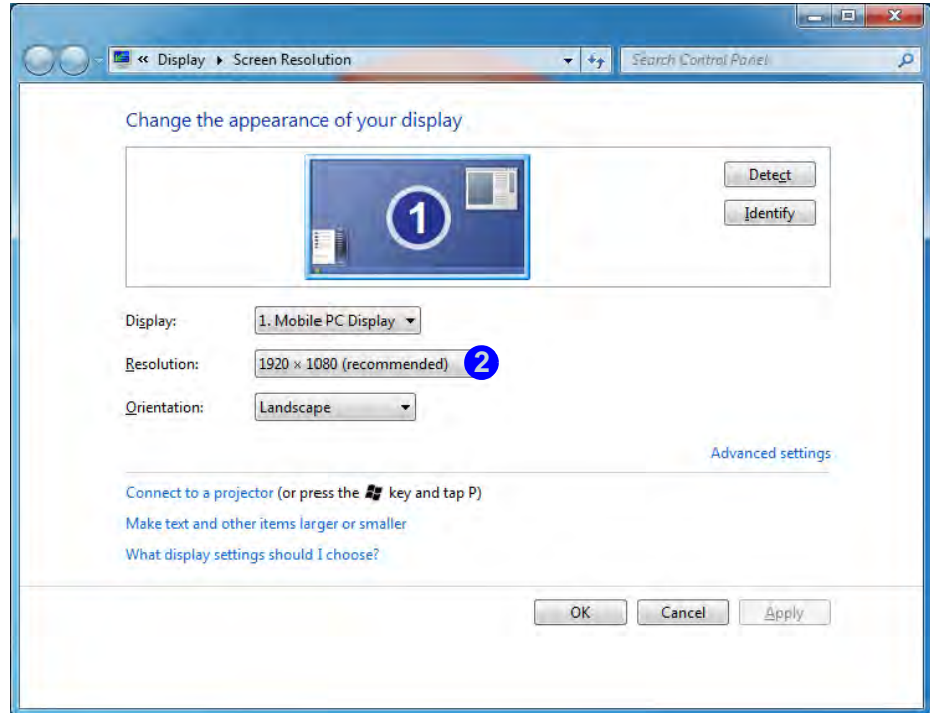 « Display ▸ Screen Resolution
Search Control Panel
Change the appearance of your display
1
Detect
Identify
Display: 1. Mobile PC Display
Resolution: 1920 × 1080 (recommended) 2
Orientation: Landscape
Advanced settings
Connect to a projector (or press the key and tap P)
Make text and other items larger or smaller
What display settings should I choose?
OK Cancel Apply